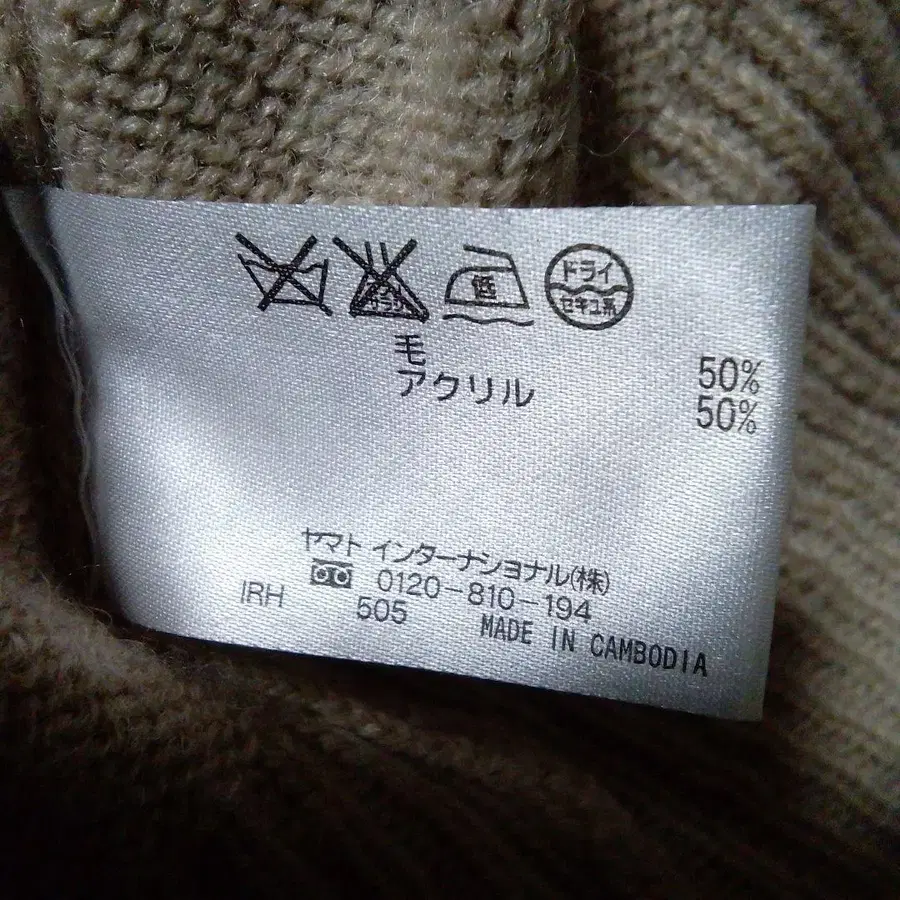 低
ドライ
セキユ系
毛 50%
アクリル 50%
ヤマト インターナショナル(株)
0120-810-194
IRH 505 MADE IN CAMBODIA